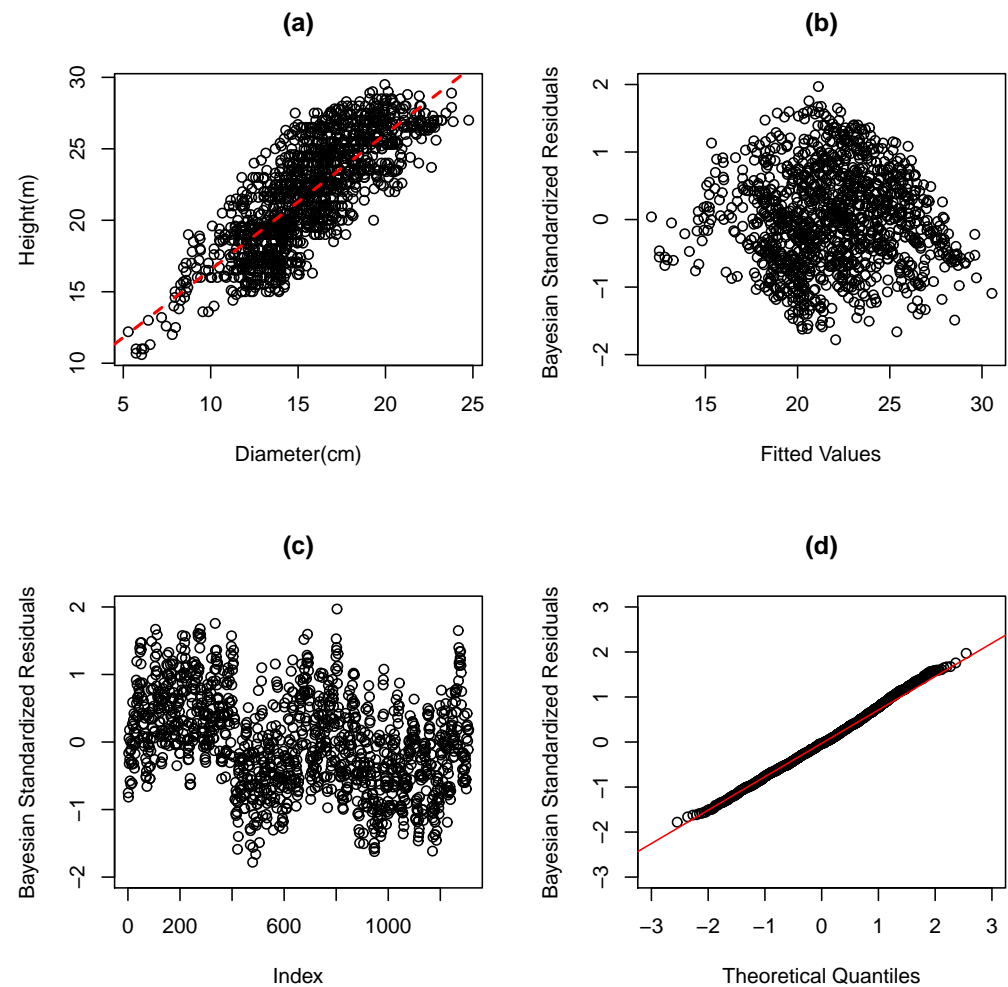 (a)
Height(m)
30
25
20
15
10
5 10 15 20 25
Diameter(cm)
(b)
Bayesian Standardized Residuals
2
1
0
−1
−2
15 20 25 30
Fitted Values
(c)
Bayesian Standardized Residuals
2
1
0
−1
−2
0 200 600 1000
Index
(d)
Bayesian Standardized Residuals
3
2
1
0
−1
−2
−3
−3 −2 −1 0 1 2 3
Theoretical Quantiles